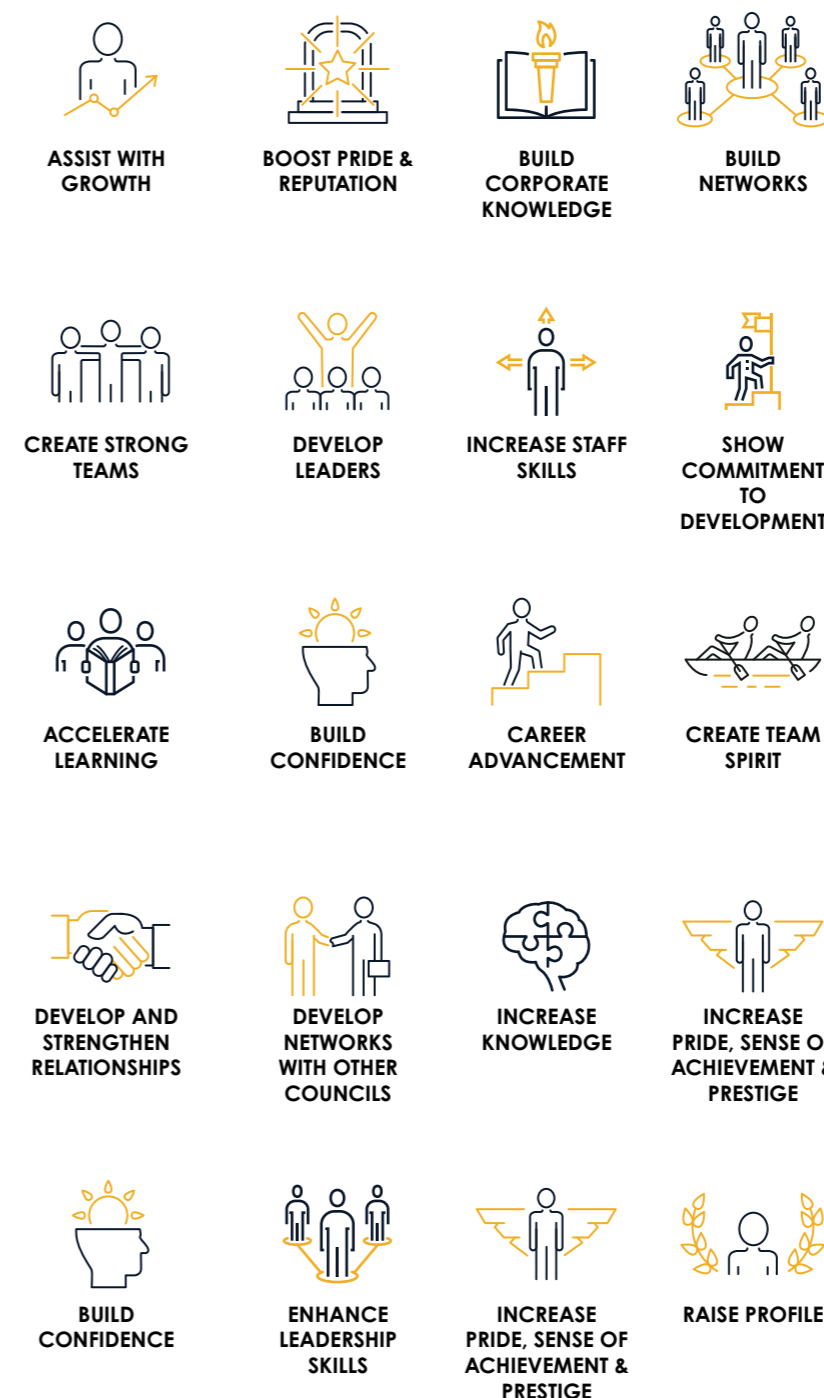 ASSIST WITH
GROWTH
BOOST PRIDE &
REPUTATION
BUILD
CORPORATE
KNOWLEDGE
BUILD
NETWORKS
CREATE STRONG
TEAMS
DEVELOP
LEADERS
INCREASE STAFF
SKILLS
SHOW
COMMITMENT
TO
DEVELOPMENT
ACCELERATE
LEARNING
BUILD
CONFIDENCE
CAREER
ADVANCEMENT
CREATE TEAM
SPIRIT
DEVELOP AND
STRENGTHEN
RELATIONSHIPS
DEVELOP
NETWORKS
WITH OTHER
COUNCILS
INCREASE
KNOWLEDGE
INCREASE
PRIDE, SENSE OF
ACHIEVEMENT &
PRESTIGE
BUILD
CONFIDENCE
ENHANCE
LEADERSHIP
SKILLS
INCREASE
PRIDE, SENSE OF
ACHIEVEMENT &
PRESTIGE
RAISE PROFILE